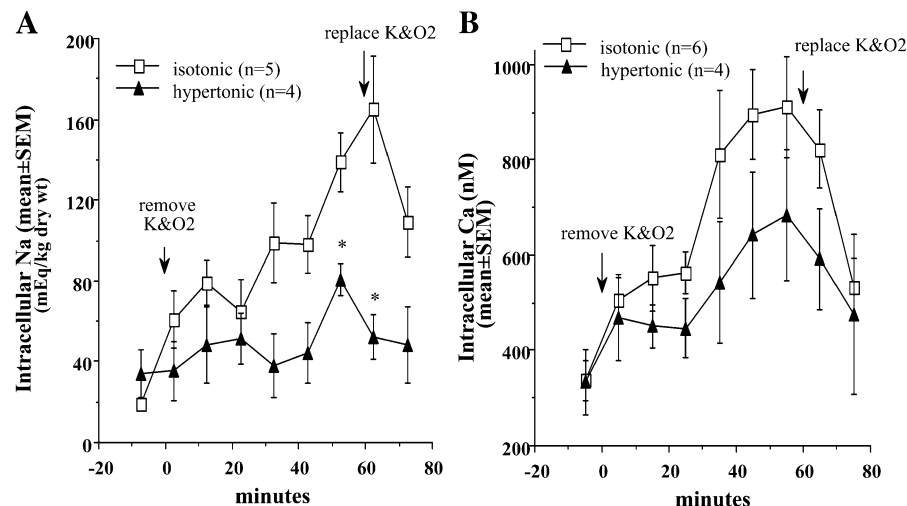 A
replace K&O2
isotonic (n=5)
hypertonic (n=4)
Intracellular Na (mean±SEM)
(mEq/kg dry wt)
200
160
120
80
40
0
remove
K&O2
*
*
-20
0
20
40
60
80
minutes
B
isotonic (n=6)
replace K&O2
hypertonic (n=4)
Intracellular Ca (nM)
(mean±SEM)
1000
800
600
400
200
remove K&O2
-20
0
20
40
60
80
minutes